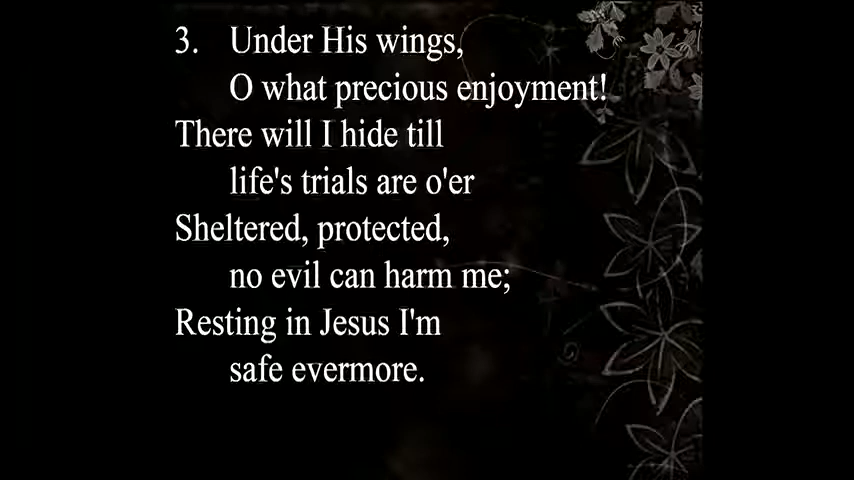 3. Under His wings,
O what precious enjoyment!
There will I hide till
life's trials are o'er
Sheltered, protected,
no evil can harm me;
Resting in Jesus I'm
safe evermore.